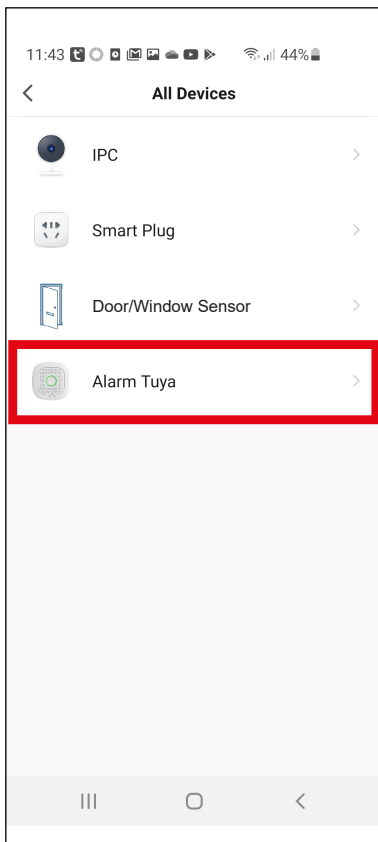 11:43 44%
All Devices
IPC
Smart Plug
Door/Window Sensor
Alarm Tuya